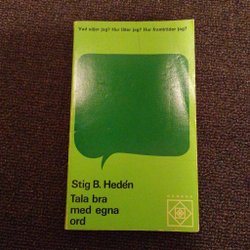 Vad säger jag? Hur låter jag? Hur framträder jag?
Stig B. Hedén
Tala bra
med egna
ord